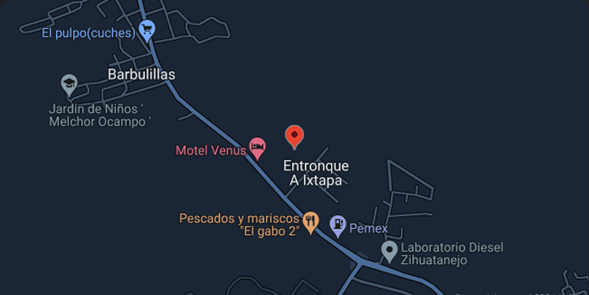 El pulpo(cuches)
Barbulillas
Jardin de Niños '
Melchor Ocampo '
Motel Venus
Entronque
A Ixtapa
Pescados y mariscos
"El gabo 2"
Pemex
Laboratorio Diesel
Zihuatanejo